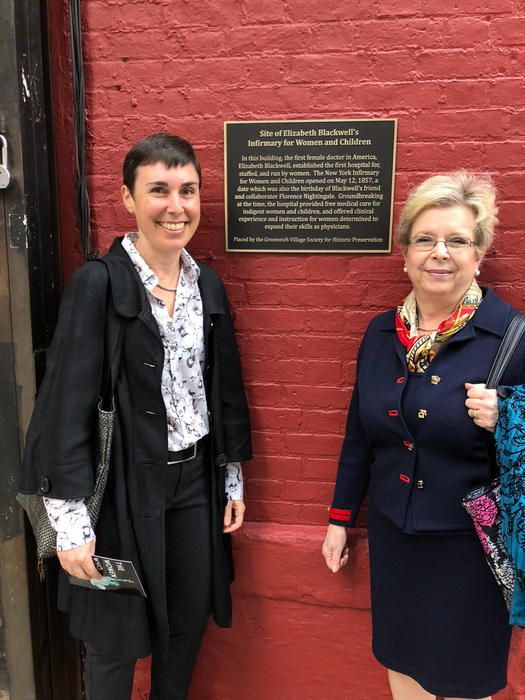 Site of Elizabeth Blackwell's
Infirmary for Women and Children
In this building, the first female doctor in America,
Elizabeth Blackwell, established the first hospital for,
staffed, and run by women. The New York Infirmary
for Women and Children opened on May 12, 1857, a
date which was also the birthday of Blackwell's friend
and collaborator Florence Nightingale. Groundbreaking
at the time, the hospital provided free medical care for
indigent women and children, and offered clinical
experience and instruction for women determined to
expand their skills as physicians.
Placed by the Greenwich Village Society for Historic Preservation
THE